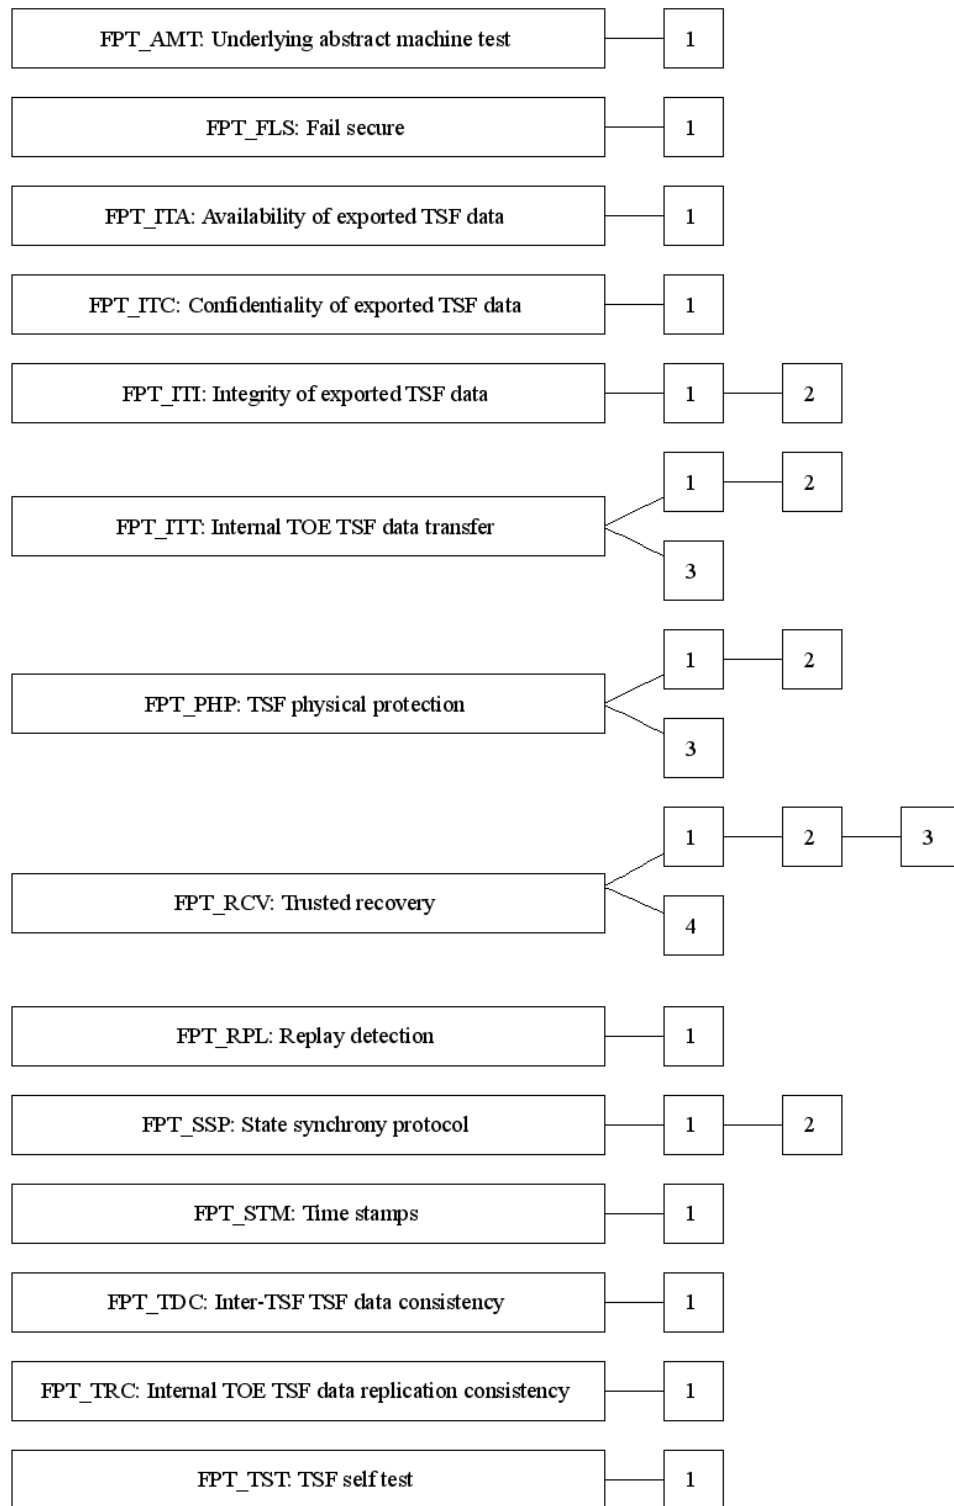 FPT_AMT: Underlying abstract machine test 1
FPT_FLS: Fail secure 1
FPT_ITA: Availability of exported TSF data 1
FPT_ITC: Confidentiality of exported TSF data 1
FPT_ITI: Integrity of exported TSF data 1 2
1 2
FPT_ITT: Internal TOE TSF data transfer
3
1 2
FPT_PHP: TSF physical protection
3
1 2 3
FPT_RCV: Trusted recovery
4
FPT_RPL: Replay detection 1
FPT_SSP: State synchrony protocol 1 2
FPT_STM: Time stamps 1
FPT_TDC: Inter-TSF TSF data consistency 1
FPT_TRC: Internal TOE TSF data replication consistency 1
FPT_TST: TSF self test 1